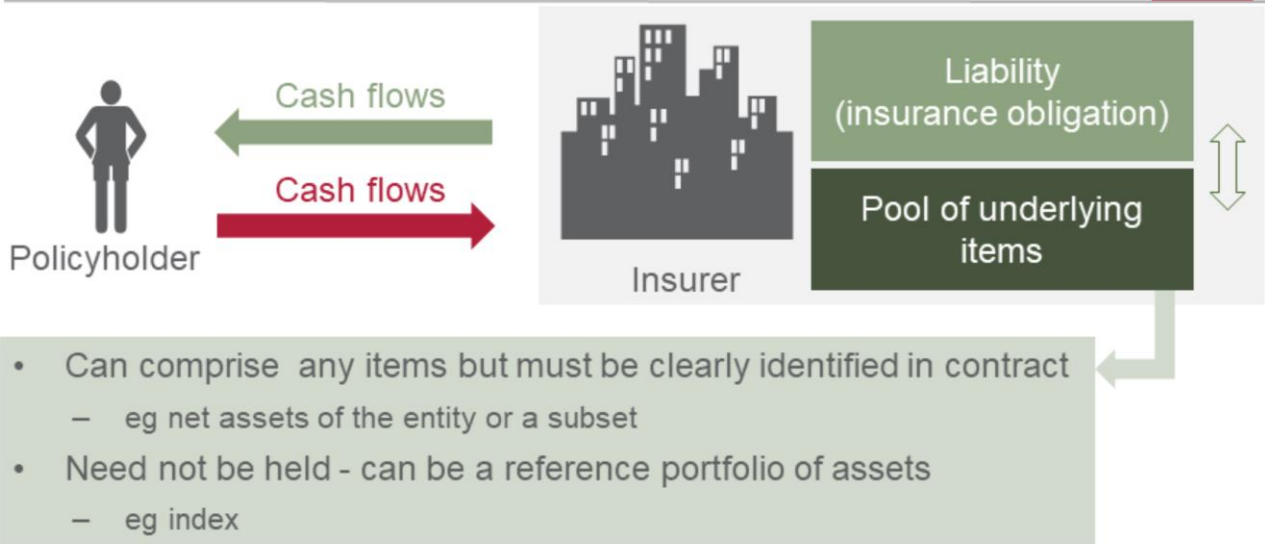 Cash flows
Cash flows
Policyholder
Insurer
Liability
(insurance obligation)
Pool of underlying
items
• Can comprise any items but must be clearly identified in contract
– eg net assets of the entity or a subset
• Need not be held - can be a reference portfolio of assets
– eg index